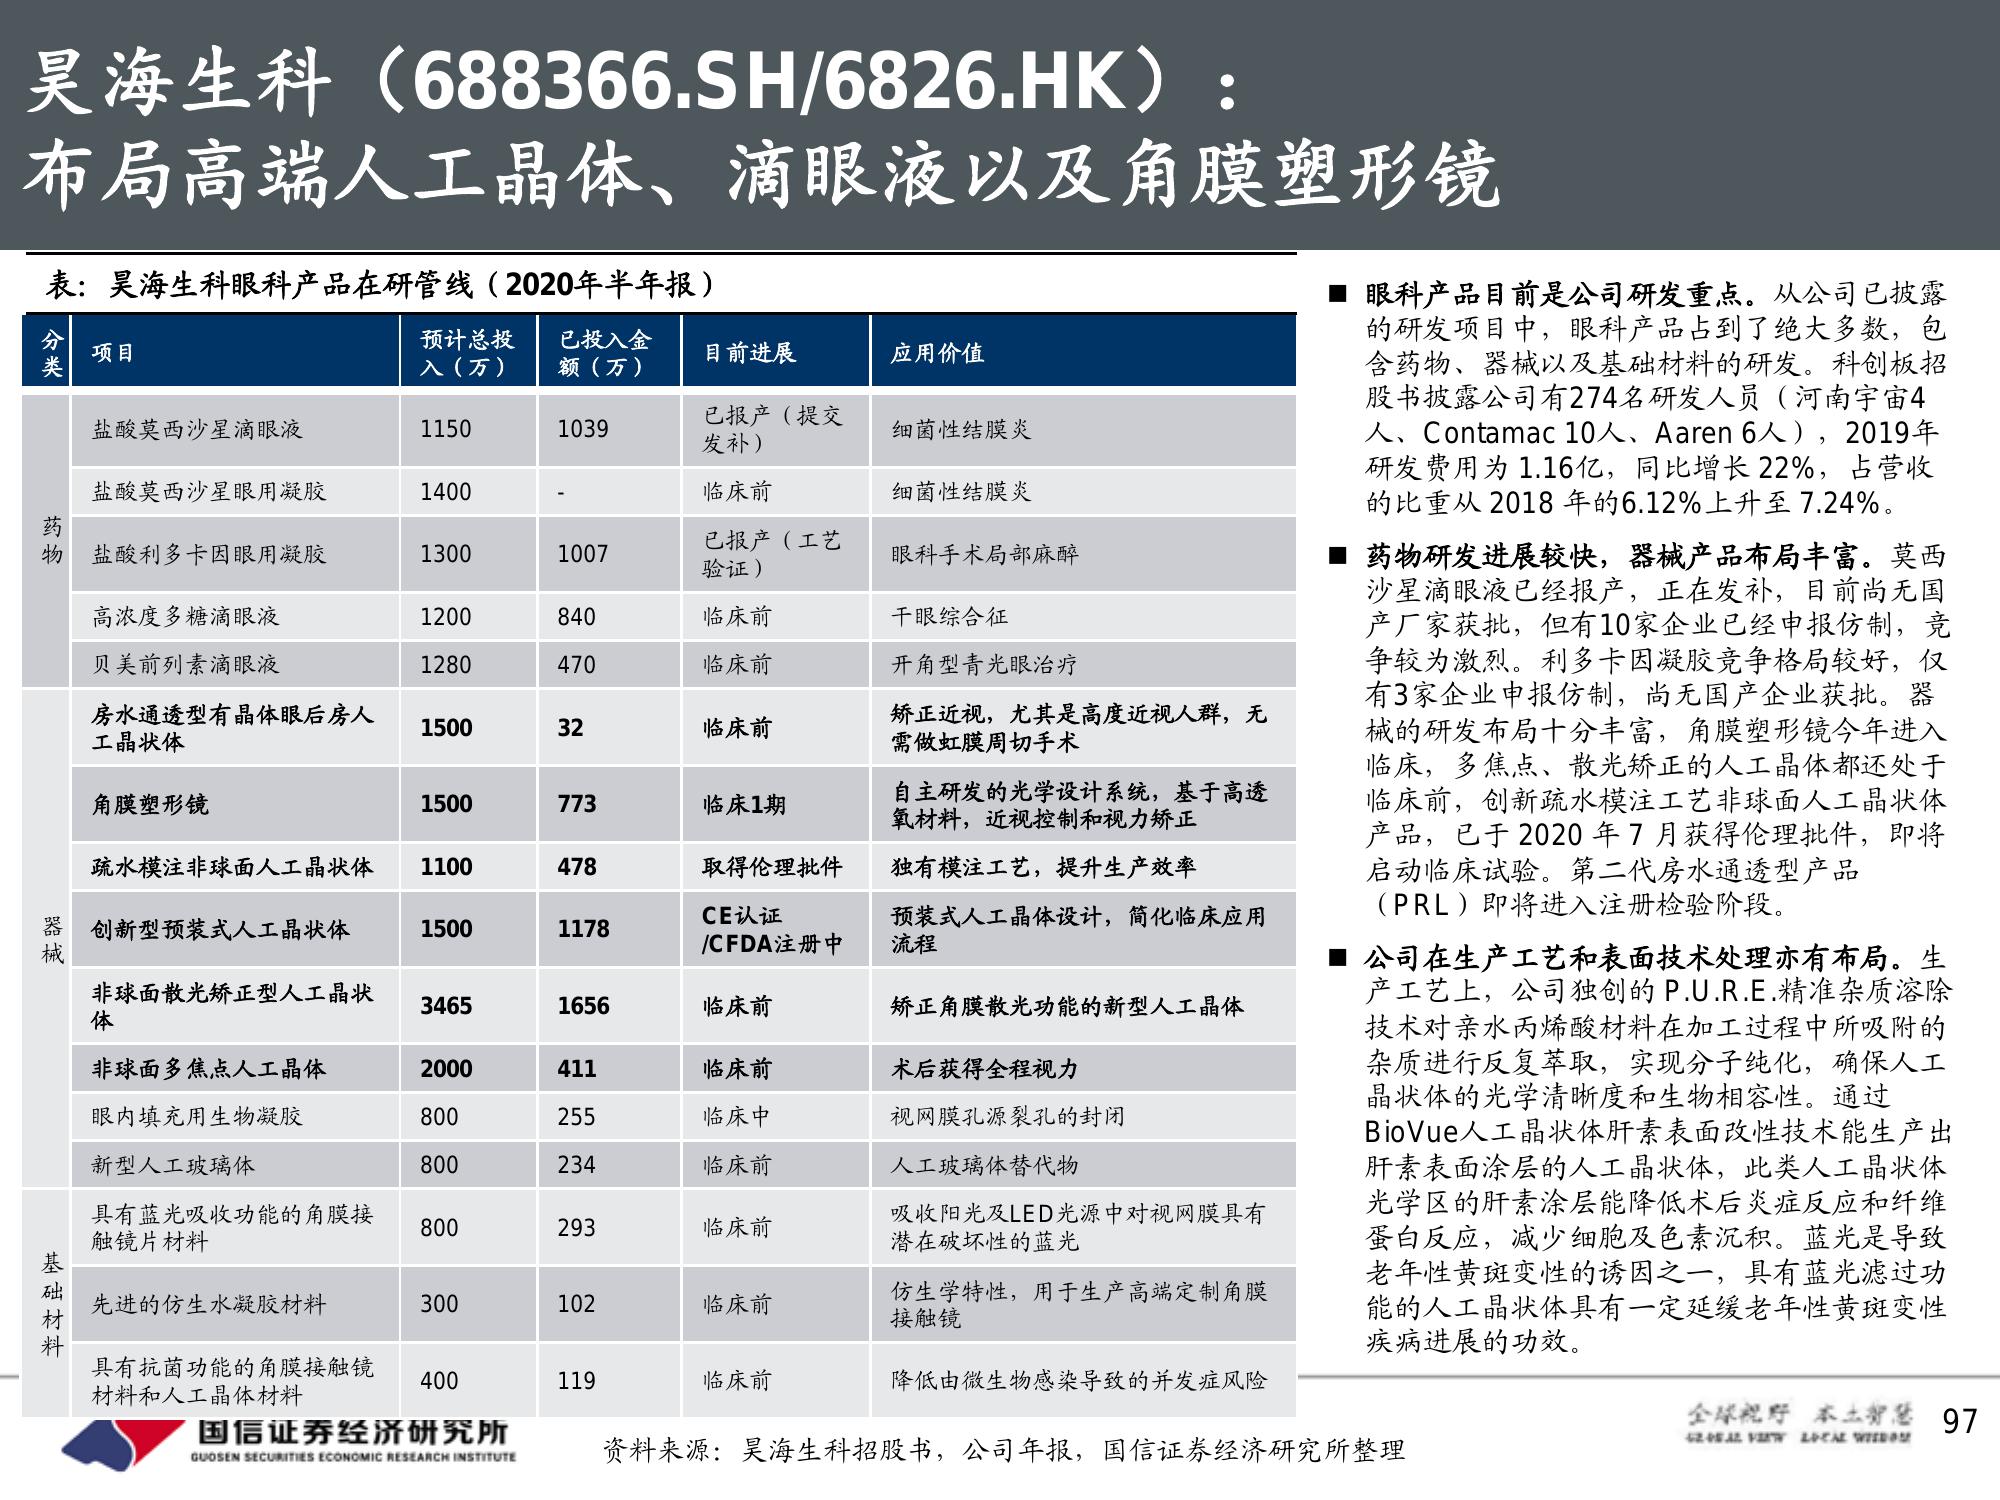 昊海生科（688366.SH/6826.HK）：
布局高端人工晶体、滴眼液以及角膜塑形镜
表：昊海生科眼科产品在研管线（2020年半年报）
分类 项目 预计总投入（万） 已投入金额（万） 目前进展 应用价值
药物
盐酸莫西沙星滴眼液 1150 1039 已报产（提交发补） 细菌性结膜炎
盐酸莫西沙星眼用凝胶 1400 - 临床前 细菌性结膜炎
盐酸利多卡因眼用凝胶 1300 1007 已报产（工艺验证） 眼科手术局部麻醉
高浓度多糖滴眼液 1200 840 临床前 干眼综合征
贝美前列素滴眼液 1280 470 临床前 开角型青光眼治疗
器械
房水通透型有晶体眼后房人工晶状体 1500 32 临床前 矫正近视，尤其是高度近视人群，无需做虹膜周切手术
角膜塑形镜 1500 773 临床1期 自主研发的光学设计系统，基于高透氧材料，近视控制和视力矫正
疏水模注非球面人工晶状体 1100 478 取得伦理批件 独有模注工艺，提升生产效率
创新型预装式人工晶状体 1500 1178 CE认证/CFDA注册中 预装式人工晶体设计，简化临床应用流程
非球面散光矫正型人工晶状体 3465 1656 临床前 矫正角膜散光功能的新型人工晶体
非球面多焦点人工晶体 2000 411 临床前 术后获得全程视力
眼内填充用生物凝胶 800 255 临床中 视网膜孔源裂孔的封闭
新型人工玻璃体 800 234 临床前 人工玻璃体替代物
基础材料
具有蓝光吸收功能的角膜接触镜片材料 800 293 临床前 吸收阳光及LED光源中对视网膜具有潜在破坏性的蓝光
先进的仿生水凝胶材料 300 102 临床前 仿生学特性，用于生产高端定制角膜接触镜
具有抗菌功能的角膜接触镜材料和人工晶体材料 400 119 临床前 降低由微生物感染导致的并发症风险
■ 眼科产品目前是公司研发重点。从公司已披露
的研发项目中，眼科产品占到了绝大多数，包
含药物、器械以及基础材料的研发。科创板招
股书披露公司有274名研发人员（河南宇宙4
人、Contamac 10人、Aaren 6人），2019年
研发费用为 1.16亿，同比增长 22%，占营收
的比重从 2018 年的6.12%上升至 7.24%。
■ 药物研发进展较快，器械产品布局丰富。莫西
沙星滴眼液已经报产，正在发补，目前尚无国
产厂家获批，但有10家企业已经申报仿制，竞
争较为激烈。利多卡因凝胶竞争格局较好，仅
有3家企业申报仿制，尚无国产企业获批。器
械的研发布局十分丰富，角膜塑形镜今年进入
临床，多焦点、散光矫正的人工晶体都还处于
临床前，创新疏水模注工艺非球面人工晶状体
产品，已于 2020 年 7 月获得伦理批件，即将
启动临床试验。第二代房水通透型产品
（PRL）即将进入注册检验阶段。
■ 公司在生产工艺和表面技术处理亦有布局。生
产工艺上，公司独创的 P.U.R.E.精准杂质溶除
技术对亲水丙烯酸材料在加工过程中所吸附的
杂质进行反复萃取，实现分子纯化，确保人工
晶状体的光学清晰度和生物相容性。通过
BioVue人工晶状体肝素表面改性技术能生产出
肝素表面涂层的人工晶状体，此类人工晶状体
光学区的肝素涂层能降低术后炎症反应和纤维
蛋白反应，减少细胞及色素沉积。蓝光是导致
老年性黄斑变性的诱因之一，具有蓝光滤过功
能的人工晶状体具有一定延缓老年性黄斑变性
疾病进展的功效。
国信证券经济研究所
GUOSEN SECURITIES ECONOMIC RESEARCH INSTITUTE
资料来源：昊海生科招股书，公司年报，国信证券经济研究所整理
全球视野 本土智慧
GLOBAL VIEW LOCAL WISDOM
97